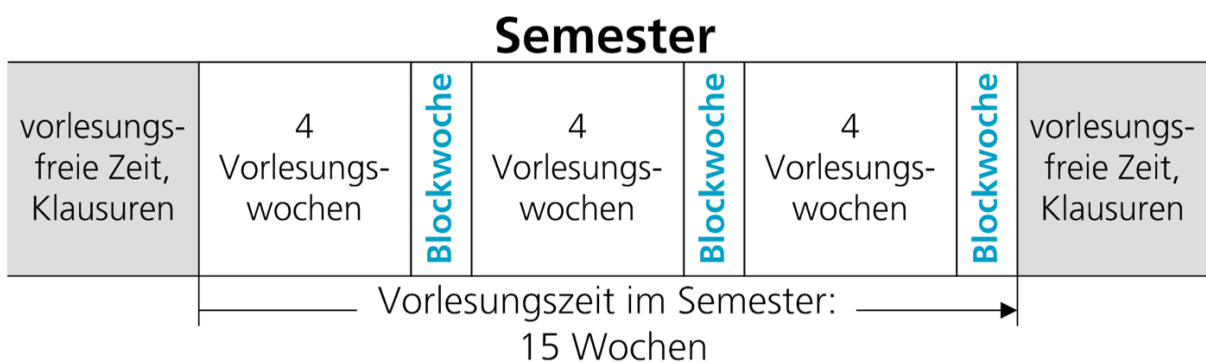 Semester
vorlesungs-
freie Zeit,
Klausuren
4
Vorlesungs-
wochen
Blockwoche
4
Vorlesungs-
wochen
Blockwoche
4
Vorlesungs-
wochen
Blockwoche
vorlesungs-
freie Zeit,
Klausuren
Vorlesungszeit im Semester:
15 Wochen